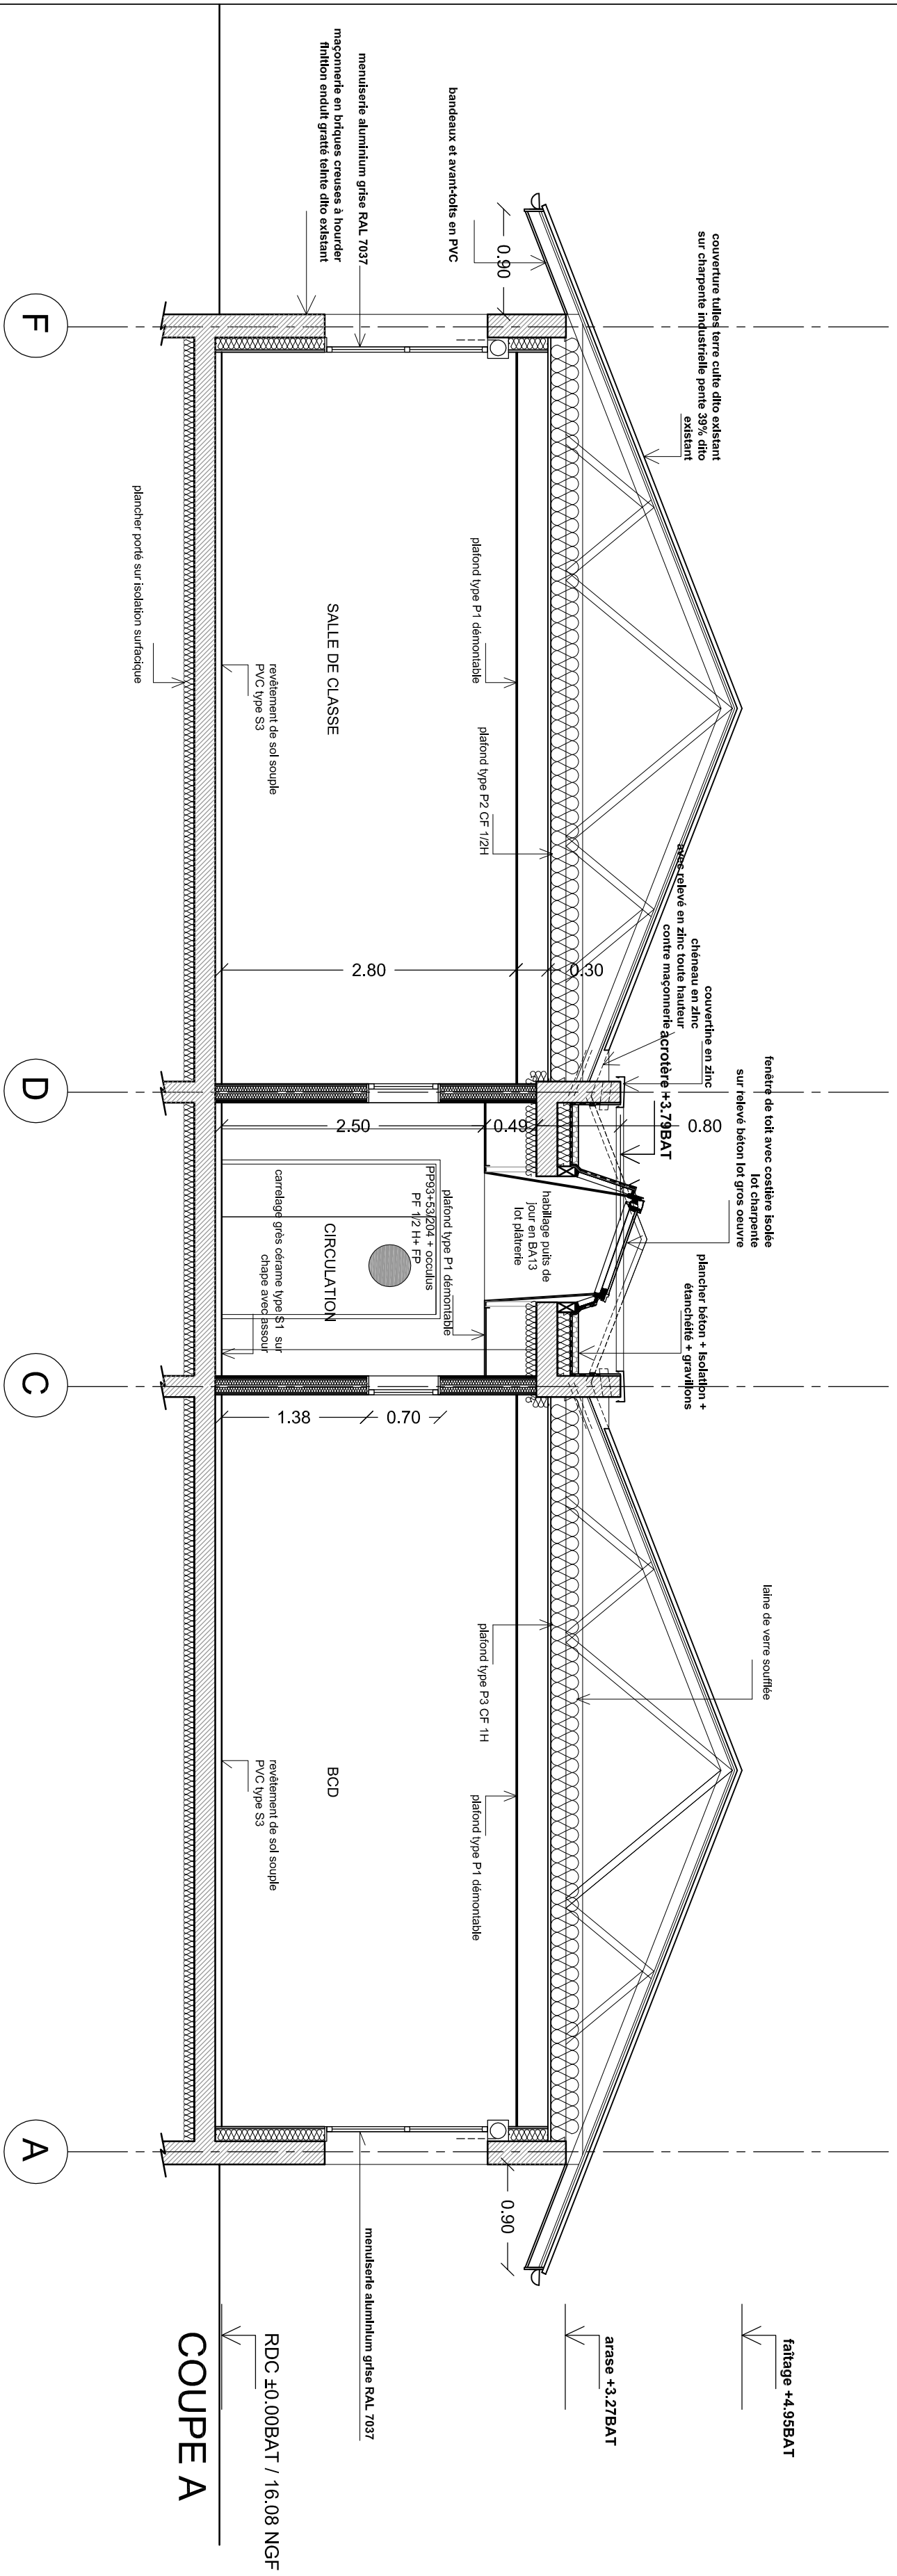 bandeaux et avant-toits en PVC
menuiserie aluminium grise RAL 7037
maçonnerie en briques creuses à hourder
finition enduit gratté teinte dito existant
0.90
couverture tuiles terre cuite dito existant
sur charpente industrielle pente 39% dito
existant
plafond type P1 démontable
plafond type P2 CF 1/2H
SALLE DE CLASSE
revêtement de sol souple
PVC type S3
plancher porté sur isolation surfacique
2.80
0.30
couvertine en zinc
chéneau en zinc
avec relevé en zinc toute hauteur
contre maçonnerie
acrotère +3.79BAT
fenêtre de toit avec costière isolée
lot charpente
sur relevé béton lot gros oeuvre
0.80
2.50
0.49
habillage puits de
jour en BA13
lot plâtrerie
plafond type P1 démontable
PP93+53/204 + occulus
PF 1/2 H+ FP
CIRCULATION
carrelage grès cérame type S1 sur
chape avec assour
plancher béton + isolation +
étanchéité + gravillons
1.38
0.70
laine de verre soufflée
plafond type P3 CF 1H
plafond type P1 démontable
BCD
revêtement de sol souple
PVC type S3
0.90
menuiserie aluminium grise RAL 7037
faîtage +4.95BAT
arase +3.27BAT
RDC ±0.00BAT / 16.08 NGF
COUPE A
F
D
C
A